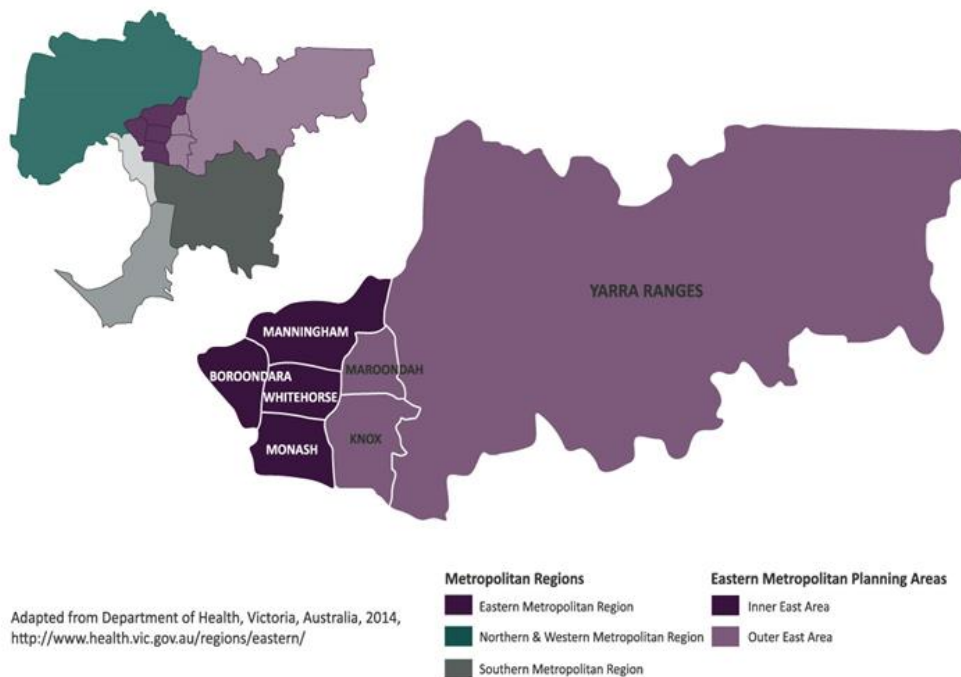 YARRA RANGES
MANNINGHAM
MAROONDAH
BOROONDARA
WHITEHORSE
KNOX
MONASH
Metropolitan Regions
Eastern Metropolitan Region
Northern & Western Metropolitan Region
Southern Metropolitan Region
Eastern Metropolitan Planning Areas
Inner East Area
Outer East Area
Adapted from Department of Health, Victoria, Australia, 2014,
http://www.health.vic.gov.au/regions/eastern/